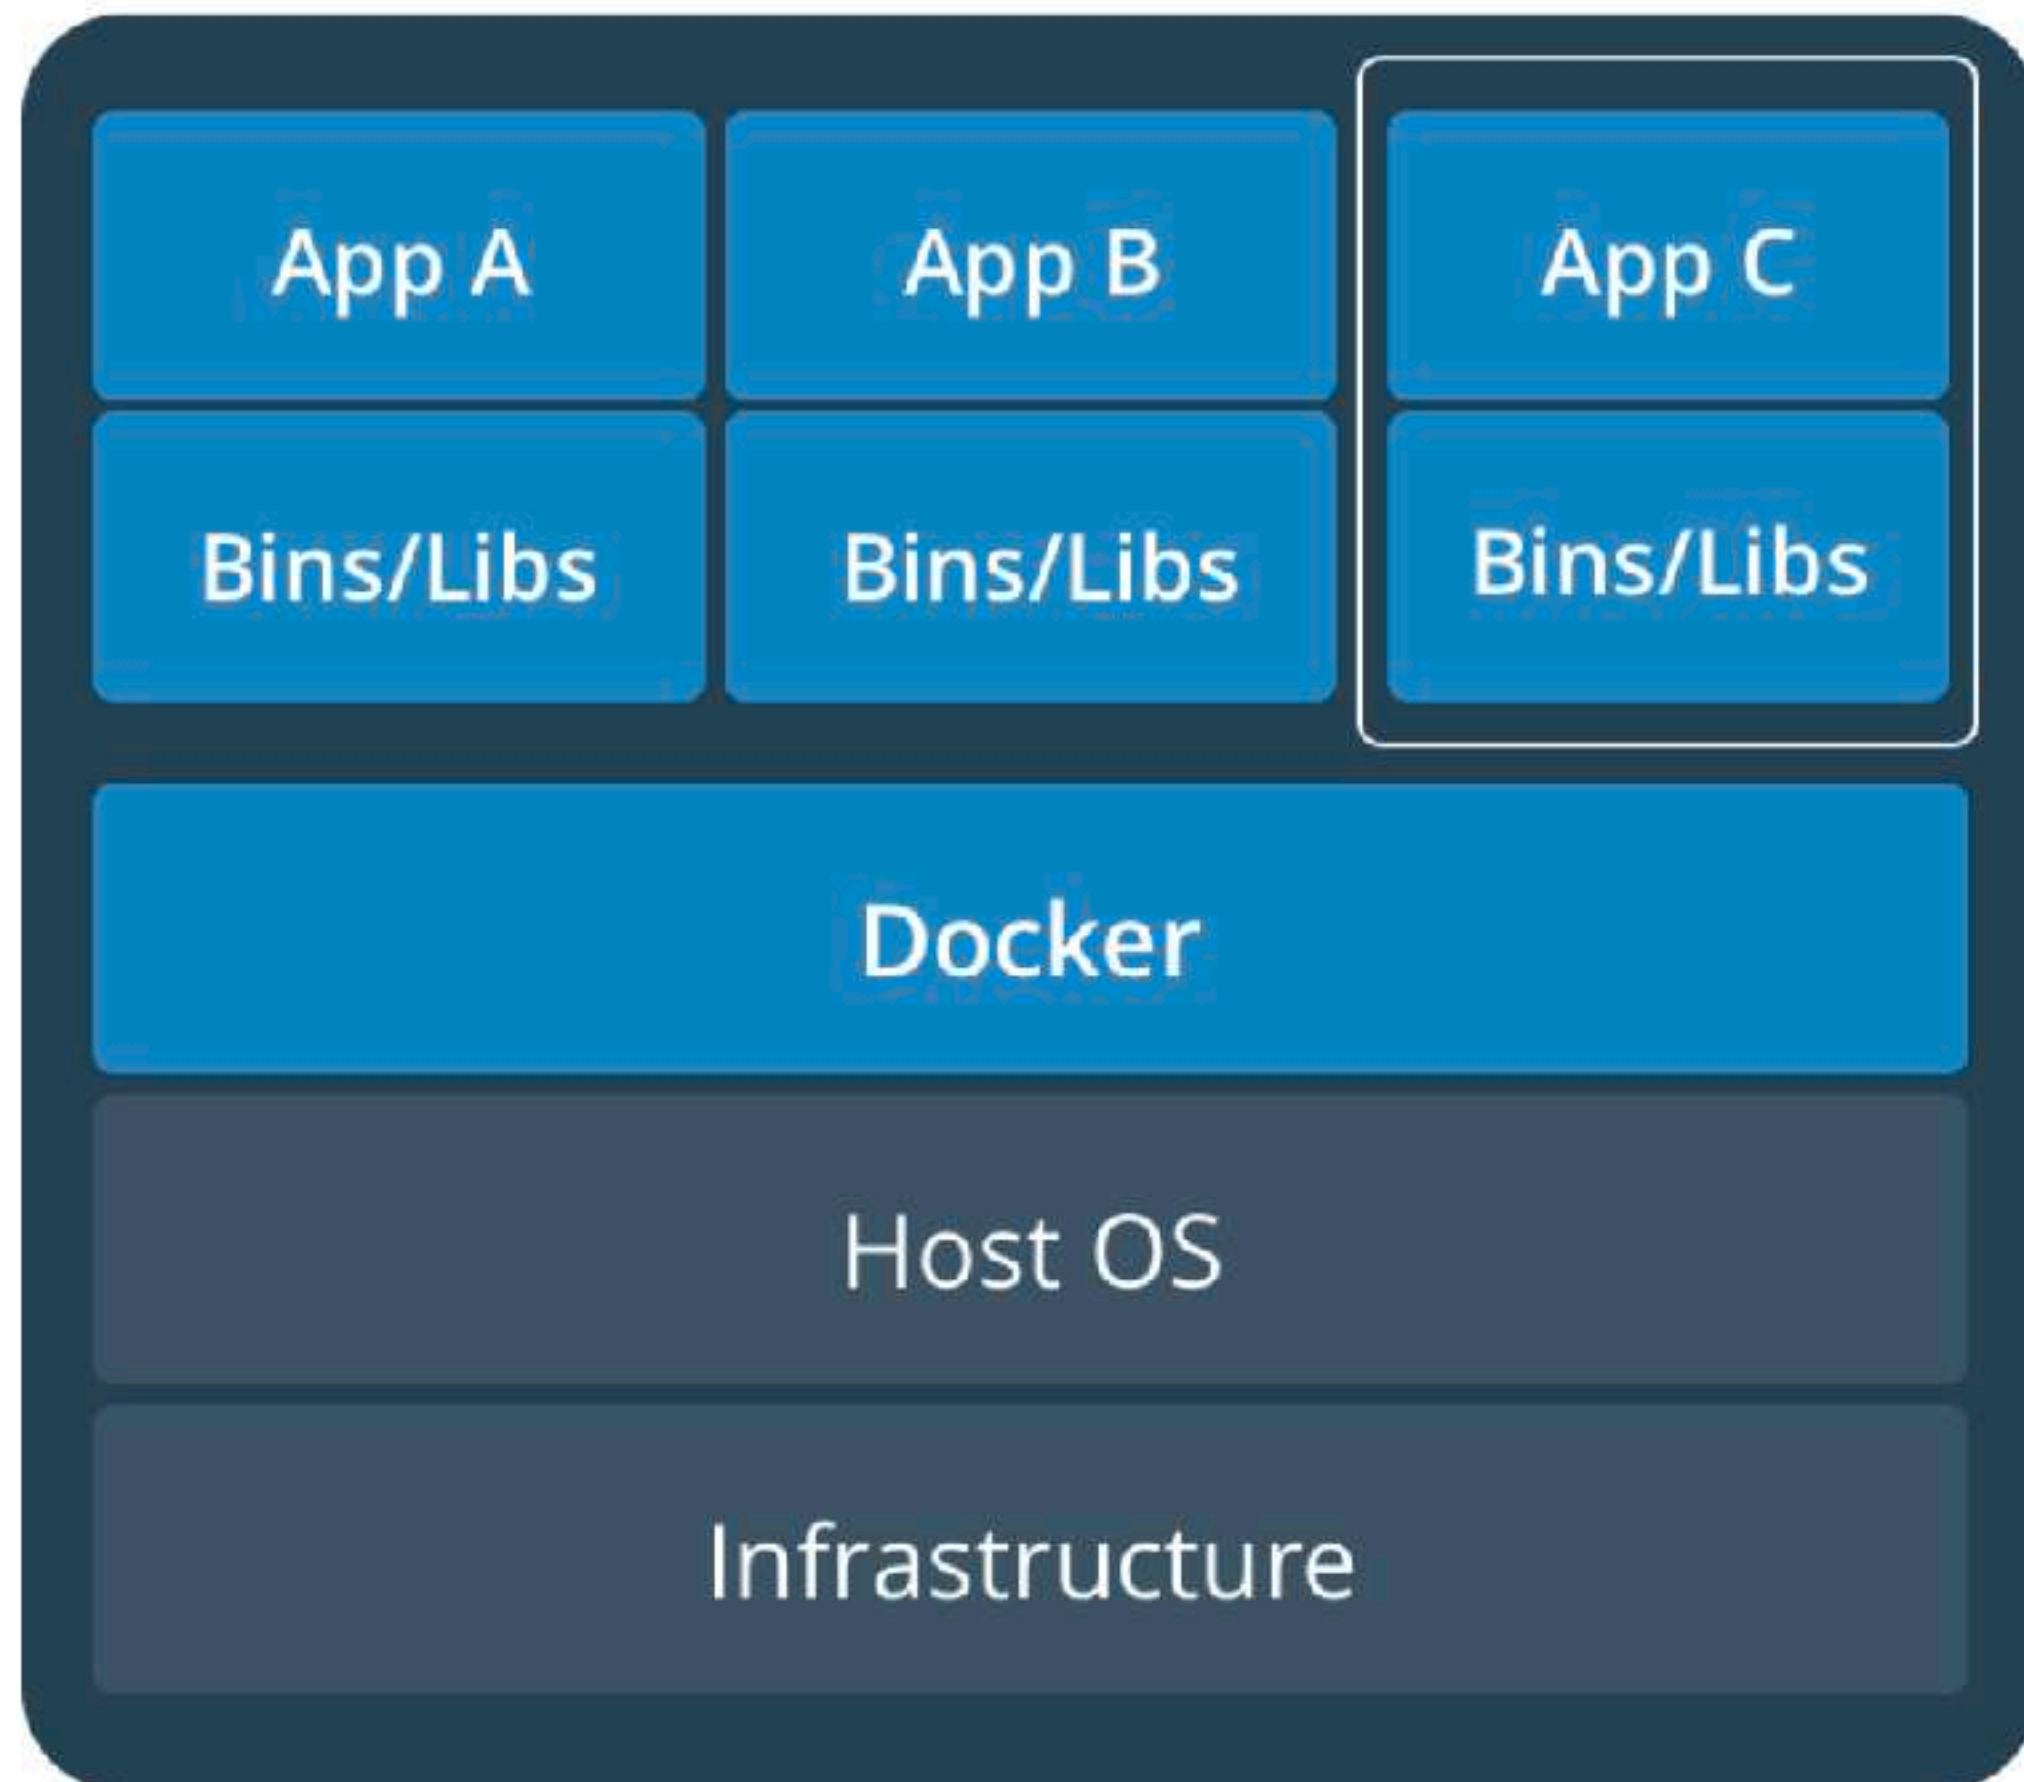 App A App B App C
Bins/Libs Bins/Libs Bins/Libs
Docker
Host OS
Infrastructure